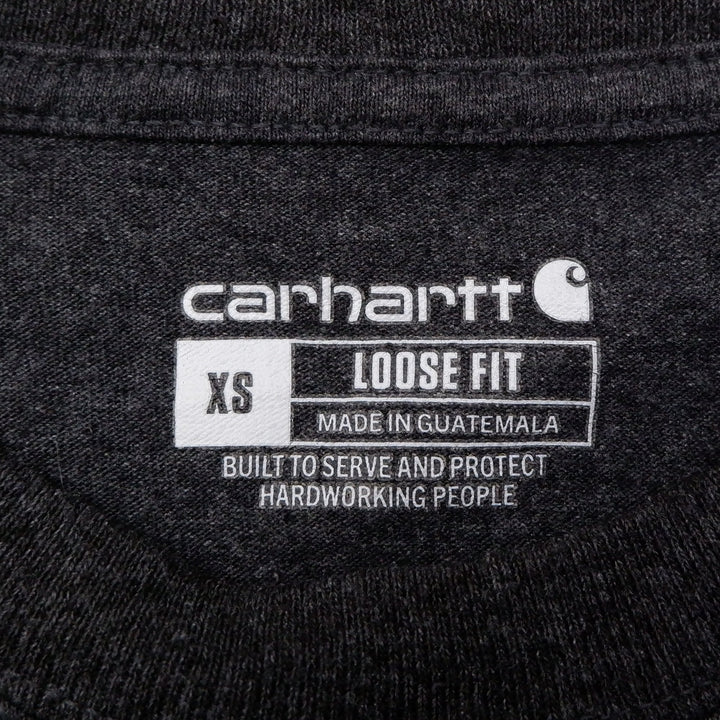 carhartt
XS
LOOSE FIT
MADE IN GUATEMALA
BUILT TO SERVE AND PROTECT
HARDWORKING PEOPLE